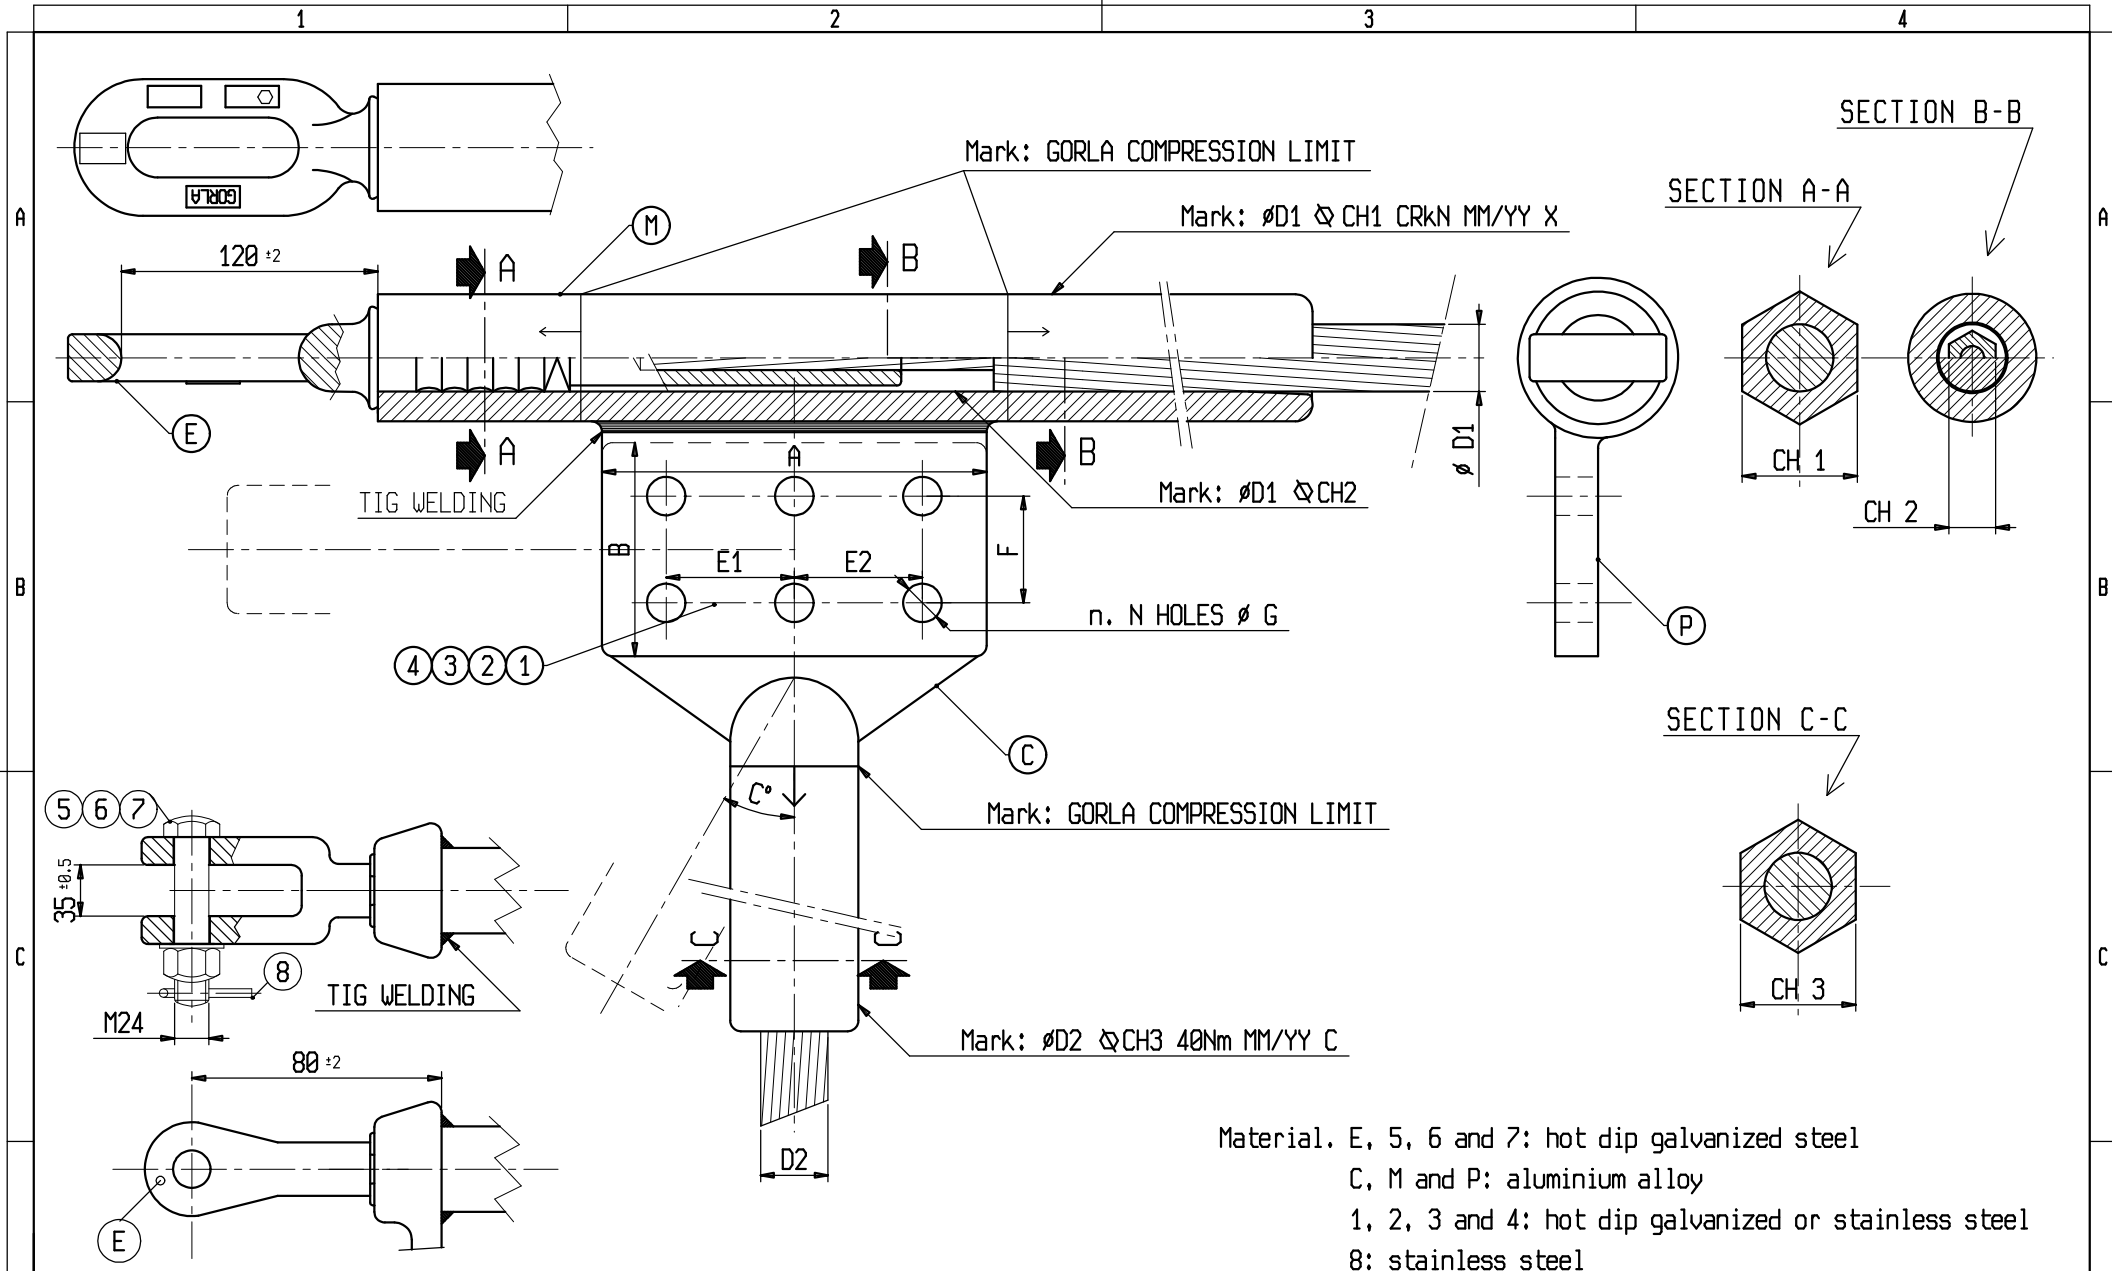 1 2 3 4
SECTION B-B
Mark: GORLA COMPRESSION LIMIT
SECTION A-A
GORLA
M
Mark: øD1 CH1 CRkN MM/YY X
A
A
120 ±2
A
B
E
A
B
A
ø D1
CH 1
TIG WELDING
Mark: øD1 CH2
CH 2
B
B
B
E1
E2
F
n. N HOLES ø G
P
4 3 2 1
SECTION C-C
C
C°
5 6 7
Mark: GORLA COMPRESSION LIMIT
35 ±0.5
C
C
C
C
8
TIG WELDING
CH 3
M24
Mark: øD2 CH3 40Nm MM/YY C
80 ±2
D2
E
Material. E, 5, 6 and 7: hot dip galvanized steel
C, M and P: aluminium alloy
1, 2, 3 and 4: hot dip galvanized or stainless steel
8: stainless steel